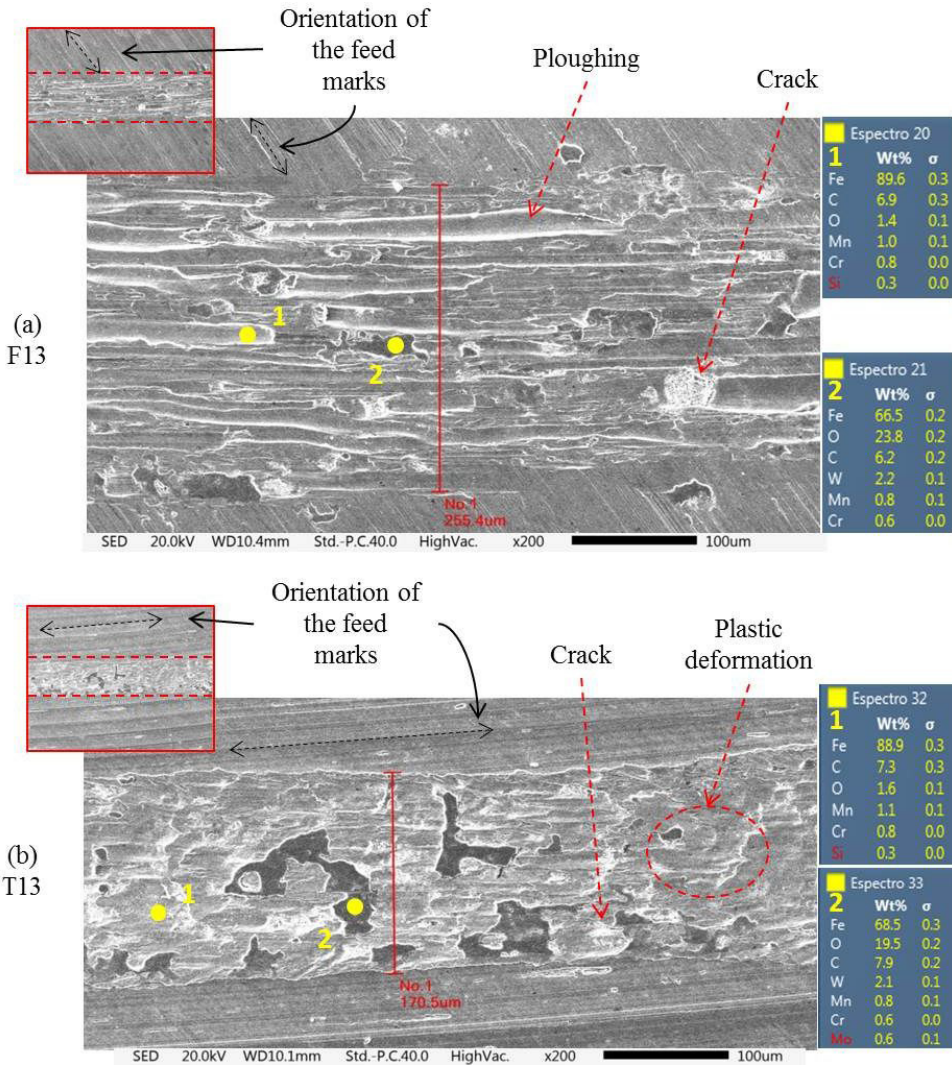 Orientation of
the feed
marks
Ploughing
Crack
(a)
F13
1
2
No.1
255.4um
SED 20.0kV WD10.4mm Std.-P.C.40.0 HighVac. x200 100um
Espectro 20
1
Wt% σ
Fe 89.6 0.3
C 6.9 0.3
O 1.4 0.1
Mn 1.0 0.1
Cr 0.8 0.0
Si 0.3 0.0
Espectro 21
2
Wt% σ
Fe 66.5 0.2
O 23.8 0.2
C 6.2 0.2
W 2.2 0.1
Mn 0.8 0.1
Cr 0.6 0.0
Orientation of
the feed
marks
Crack
Plastic
deformation
(b)
T13
1
2
No.1
170.5um
SED 20.0kV WD10.1mm Std.-P.C.40.0 HighVac. x200 100um
Espectro 32
1
Wt% σ
Fe 88.9 0.3
C 7.3 0.3
O 1.6 0.1
Mn 1.1 0.1
Cr 0.8 0.0
Si 0.3 0.0
Espectro 33
2
Wt% σ
Fe 68.5 0.3
O 19.5 0.2
C 7.9 0.2
W 2.1 0.1
Mn 0.8 0.1
Cr 0.6 0.0
Mo 0.6 0.1